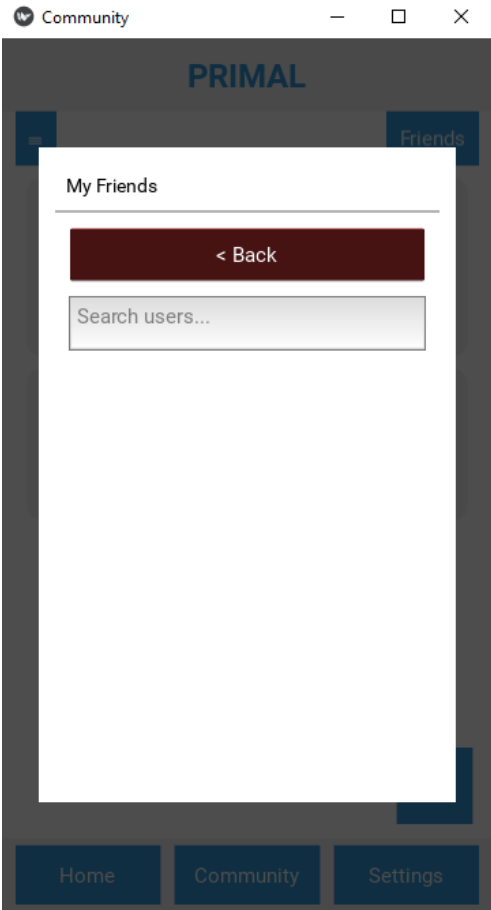 Community
PRIMAL
Friends
My Friends
< Back
Search users...
Home
Community
Settings